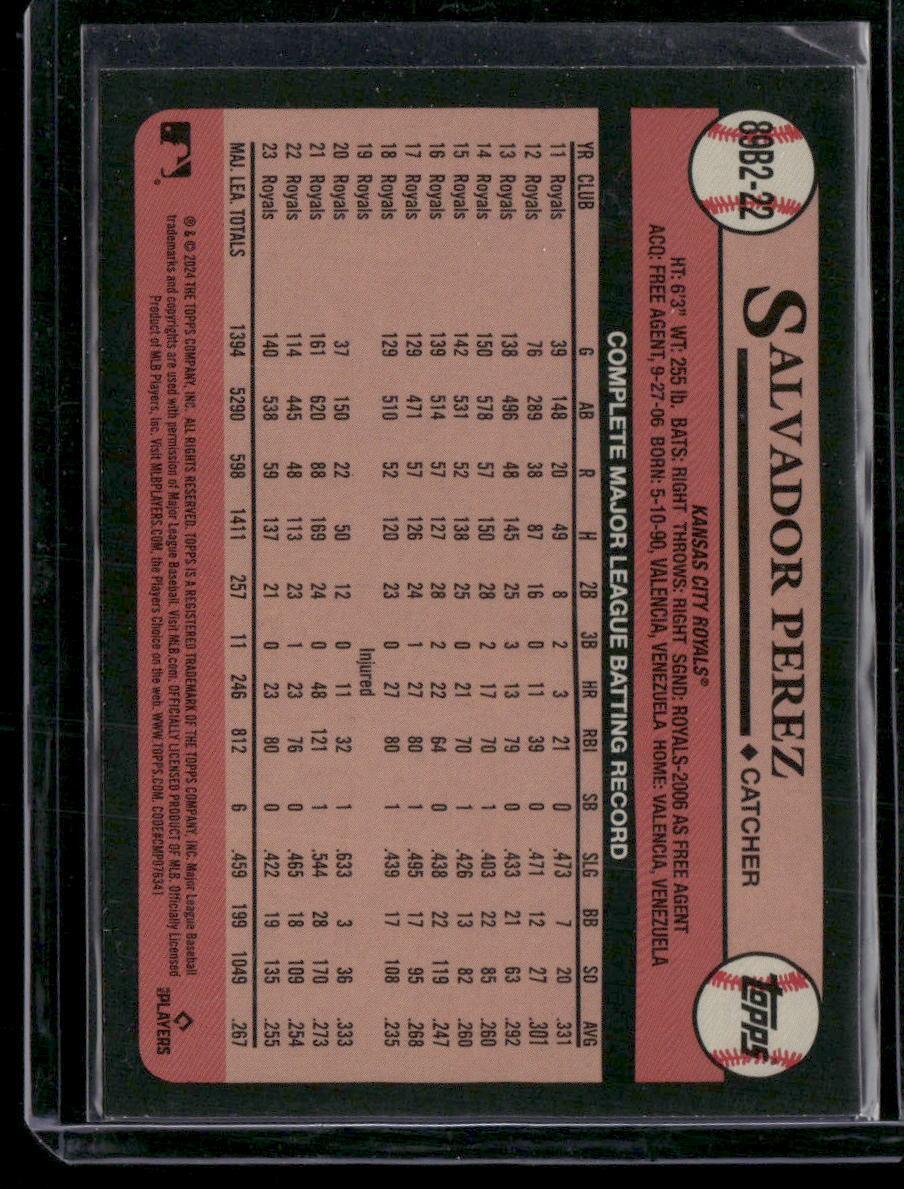 89B2-22
SALVADOR PEREZ ◆ CATCHER
topps
KANSAS CITY ROYALS®
HT: 6'3" WT: 255 lb. BATS: RIGHT THROWS: RIGHT SGND: ROYALS-2006 AS FREE AGENT
ACQ: FREE AGENT, 9-27-06 BORN: 5-10-90, VALENCIA, VENEZUELA HOME: VALENCIA, VENEZUELA
COMPLETE MAJOR LEAGUE BATTING RECORD
YR CLUB G AB R H 2B 3B HR RBI SB SLG BB SO AVG
11 Royals 39 148 20 49 8 2 3 21 0 .473 7 20 .331
12 Royals 76 289 38 87 16 0 11 39 0 .471 12 27 .301
13 Royals 138 496 48 145 25 3 13 79 0 .433 21 63 .292
14 Royals 150 578 57 150 28 2 17 70 1 .403 22 85 .260
15 Royals 142 531 52 138 25 0 21 70 1 .426 13 82 .260
16 Royals 139 514 57 127 28 2 22 64 0 .438 22 119 .247
17 Royals 129 471 57 126 24 1 27 80 1 .495 17 95 .268
18 Royals 129 510 52 120 23 0 27 80 1 .439 17 108 .235
19 Royals Injured
20 Royals 37 150 22 50 12 0 11 32 1 .633 3 36 .333
21 Royals 161 620 88 169 24 0 48 121 1 .544 28 170 .273
22 Royals 114 445 48 113 23 1 23 76 0 .465 18 109 .254
23 Royals 140 538 59 137 21 0 23 80 0 .422 19 135 .255
MAJ. LEA. TOTALS 1394 5290 598 1411 257 11 246 812 6 .459 199 1049 .267
® & © 2024 THE TOPPS COMPANY, INC. ALL RIGHTS RESERVED. TOPPS IS A REGISTERED TRADEMARK OF THE TOPPS COMPANY, INC. Major League Baseball
trademarks and copyrights are used with permission of Major League Baseball. Visit MLB.com. OFFICIALLY LICENSED PRODUCT OF MLB. Officially Licensed
Product of MLB Players, Inc. Visit MLBPLAYERS.COM, the Players Choice on the web. WWW.TOPPS.COM. CODE#CMP076341
MLB PLAYERS